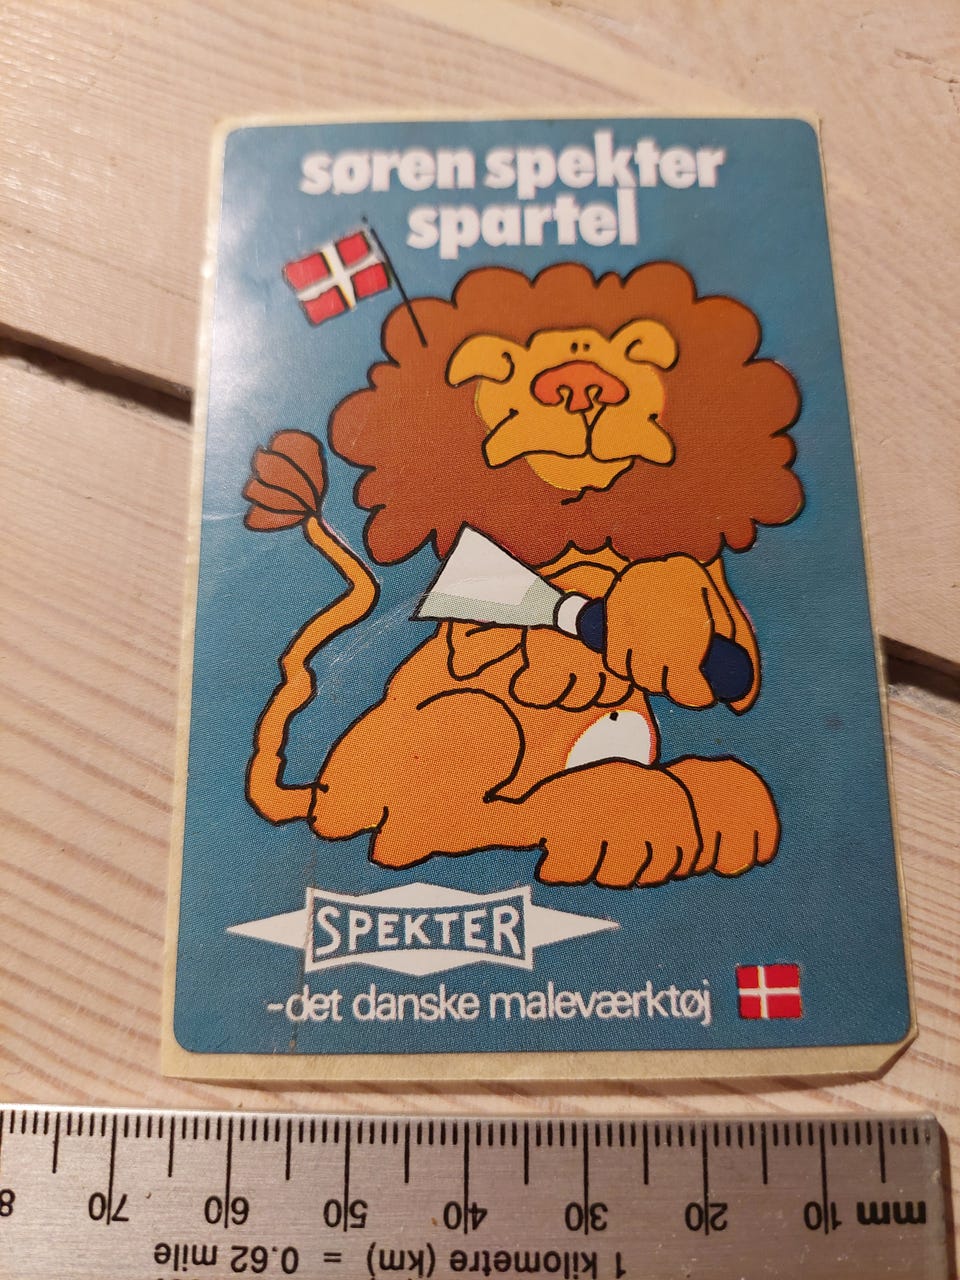 søren spekter
spartel
SPEKTER
-det danske maleværktøj
8 70 60 50 40 30 20 10 mm
1 kilometre (km) = 0.62 mile